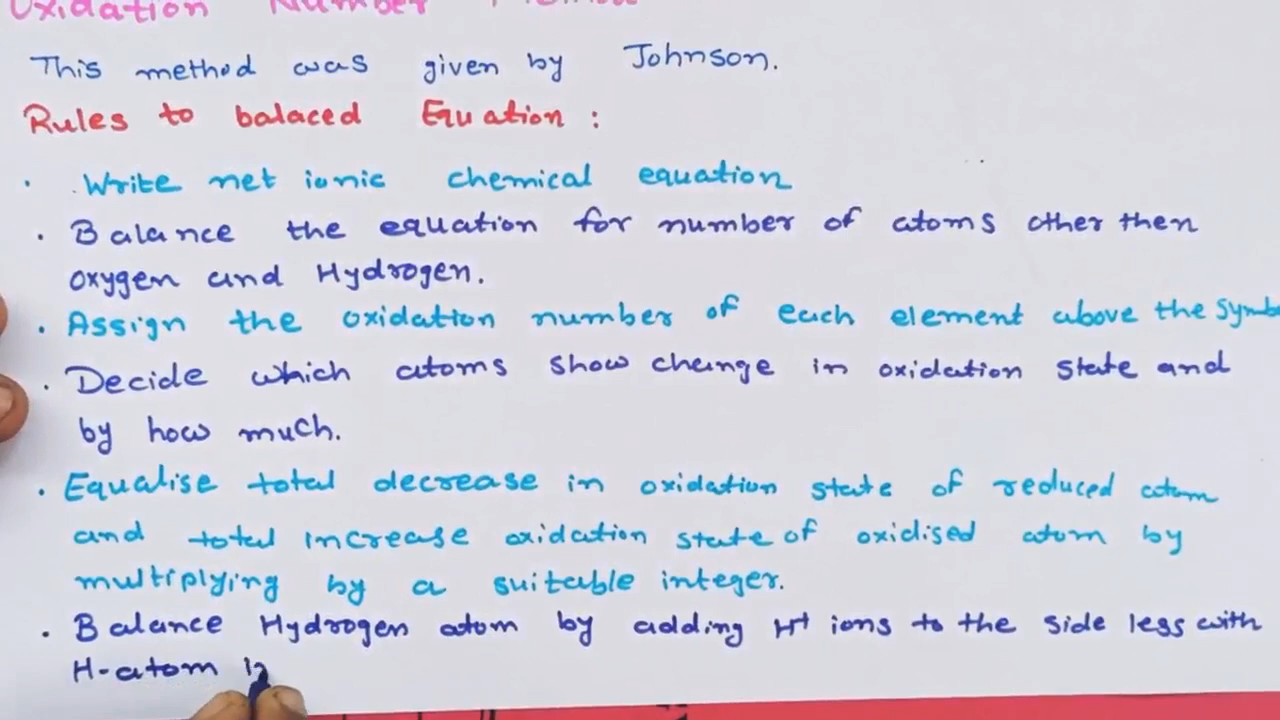 Oxidation Number
This method was given by Johnson.
Rules to balaced Equation :
. Write net ionic chemical equation
. Balance the equation for number of atoms other then
oxygen and Hydrogen.
. Assign the oxidation number of each element above the
. Decide which atoms show change in oxidation state and
by how much.
. Equalise total decrease in oxidation state of reduced atom
and total increase oxidation state of oxidised atom by
multiplying by a suitable integer.
. Balance Hydrogen atom by adding H+ ions to the side less with
H-atom